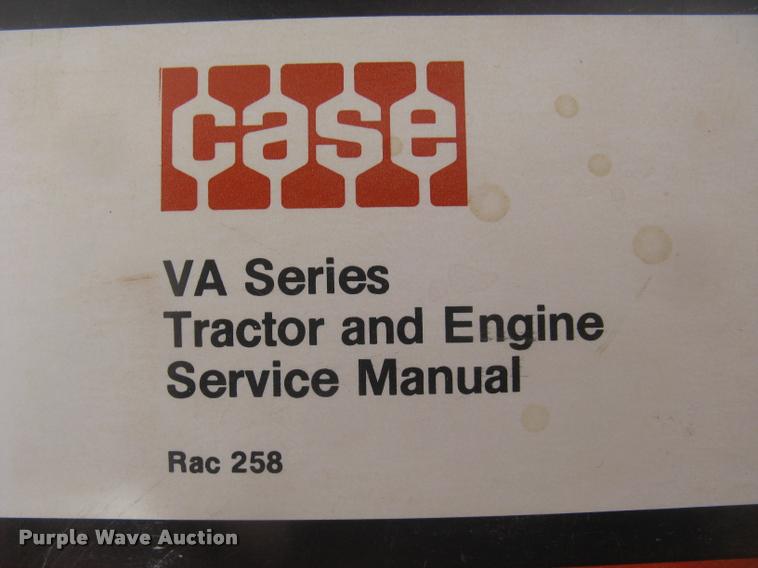 case
VA Series
Tractor and Engine
Service Manual
Rac 258
Purple Wave Auction